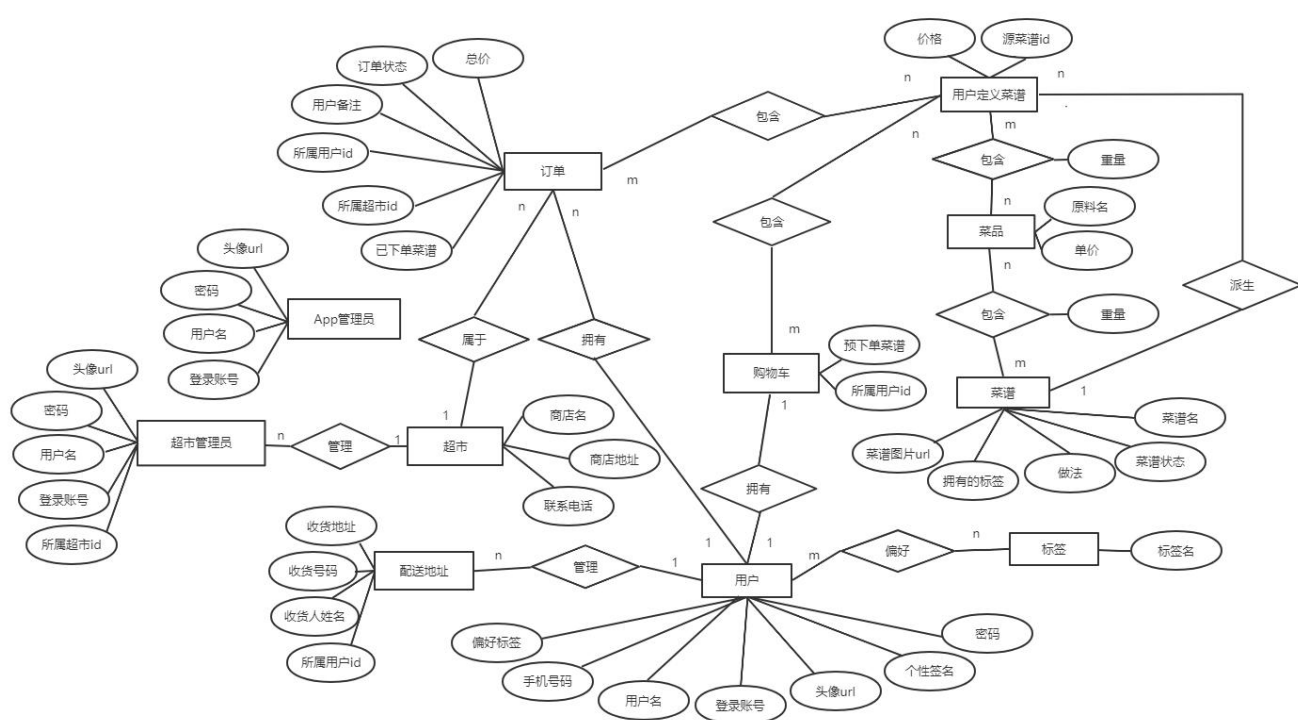 价格
源菜谱id
总价
订单状态
n
用户定义菜谱
n
用户备注
包含
n
m
所属用户id
订单
包含
重量
m
所属超市id
n
n
包含
n
原料名
菜品
已下单菜谱
单价
头像url
n
密码
派生
App管理员
包含
重量
用户名
属于
拥有
m
预下单菜谱
头像url
登录账号
购物车
m
所属用户id
菜谱
1
密码
1
1
商店名
菜谱名
超市管理员
n
管理
1
超市
用户名
菜谱图片url
菜谱状态
商店地址
做法
拥有的标签
登录账号
拥有
联系电话
收货地址
所属超市id
1
1
n
偏好
标签
标签名
n
管理
1
m
收货号码
配送地址
用户
收货人姓名
密码
偏好标签
所属用户id
个性签名
手机号码
头像url
用户名
登录账号